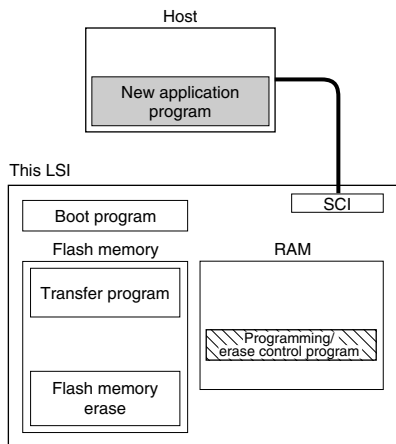 Host
New application
program
This LSI
SCI
Boot program
Flash memory
RAM
Transfer program
Programming/
erase control program
Flash memory
erase